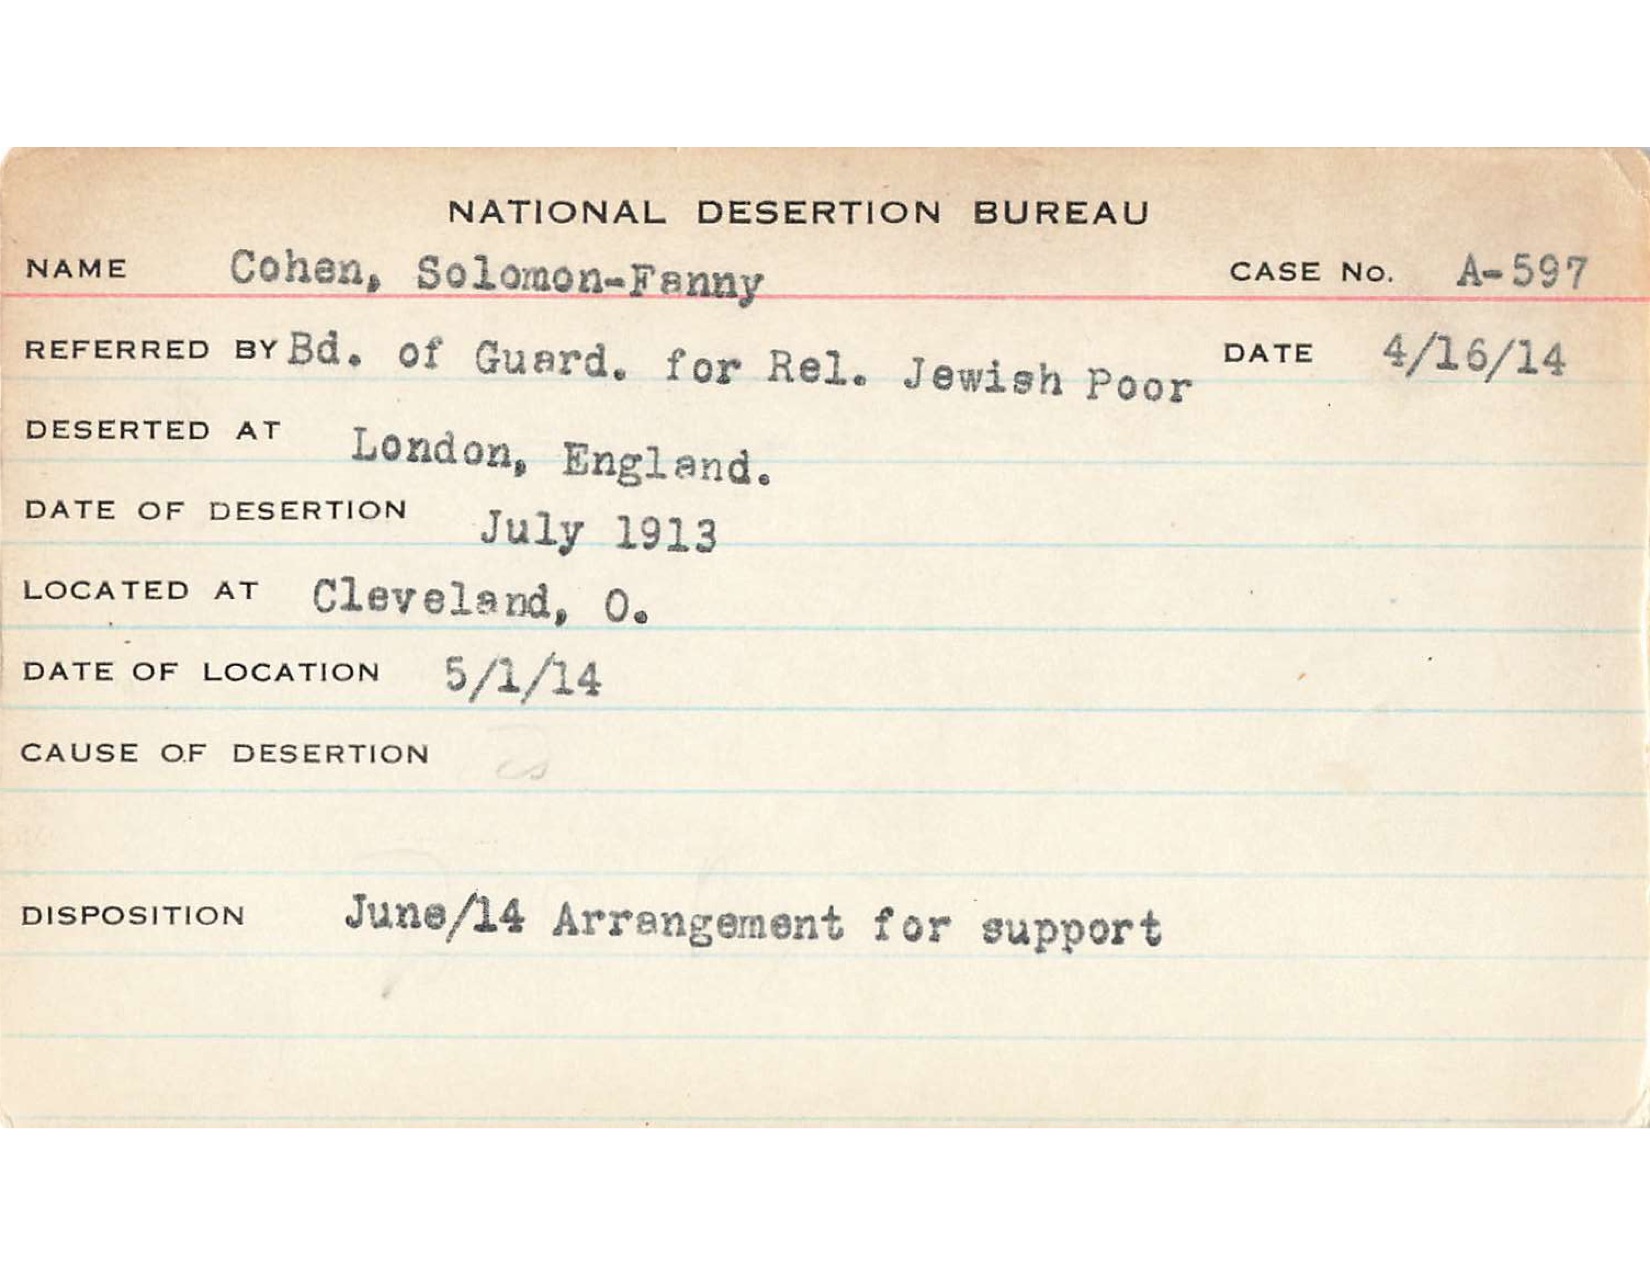 NATIONAL DESERTION BUREAU
NAME Cohen, Solomon-Fanny CASE No. A-597
REFERRED BY Bd. of Guard. for Rel. Jewish Poor DATE 4/16/14
DESERTED AT London, England.
DATE OF DESERTION July 1913
LOCATED AT Cleveland, O.
DATE OF LOCATION 5/1/14
CAUSE OF DESERTION
DISPOSITION June/14 Arrangement for support